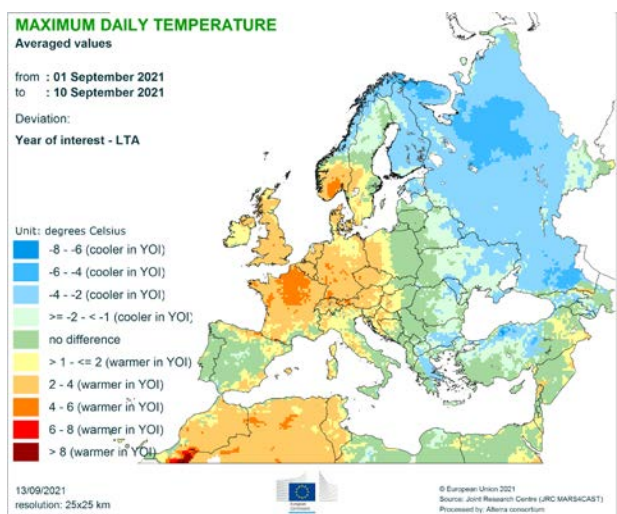 MAXIMUM DAILY TEMPERATURE
Averaged values
from : 01 September 2021
to : 10 September 2021
Deviation:
Year of interest - LTA
Unit: degrees Celsius
-8 - -6 (cooler in YOI)
-6 - -4 (cooler in YOI)
-4 - -2 (cooler in YOI)
>= -2 - < -1 (cooler in YOI)
no difference
> 1 - <= 2 (warmer in YOI)
2 - 4 (warmer in YOI)
4 - 6 (warmer in YOI)
6 - 8 (warmer in YOI)
> 8 (warmer in YOI)
13/09/2021
resolution: 25x25 km
© European Union 2021
Source: Joint Research Centre (JRC MARS4CAST)
Processed by: Alterra consortium